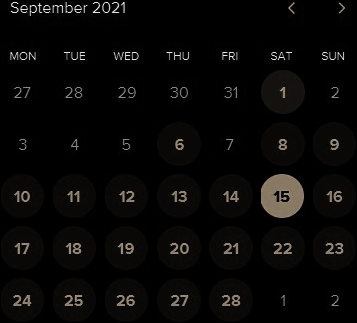 September 2021
MON TUE WED THU FRI SAT SUN
27 28 29 30 31 1 2
3 4 5 6 7 8 9
10 11 12 13 14 15 16
17 18 19 20 21 22 23
24 25 26 27 28 1 2